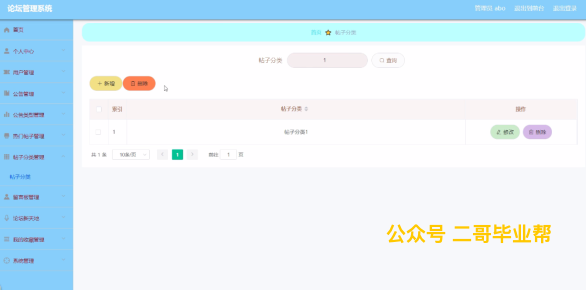 论坛管理系统
管理员 abo 退出到前台 退出登录
首页
个人中心
用户管理
公告管理
公告类型管理
热门帖子管理
帖子分类管理
帖子分类
留言板管理
论坛聊天地
我的收藏管理
系统管理
首页 帖子分类
帖子分类 1 查询
新增 删除
索引 帖子分类 操作
1 帖子分类1 修改 删除
共 1 条 10条/页 1 前往 1 页
公众号 二哥毕业帮